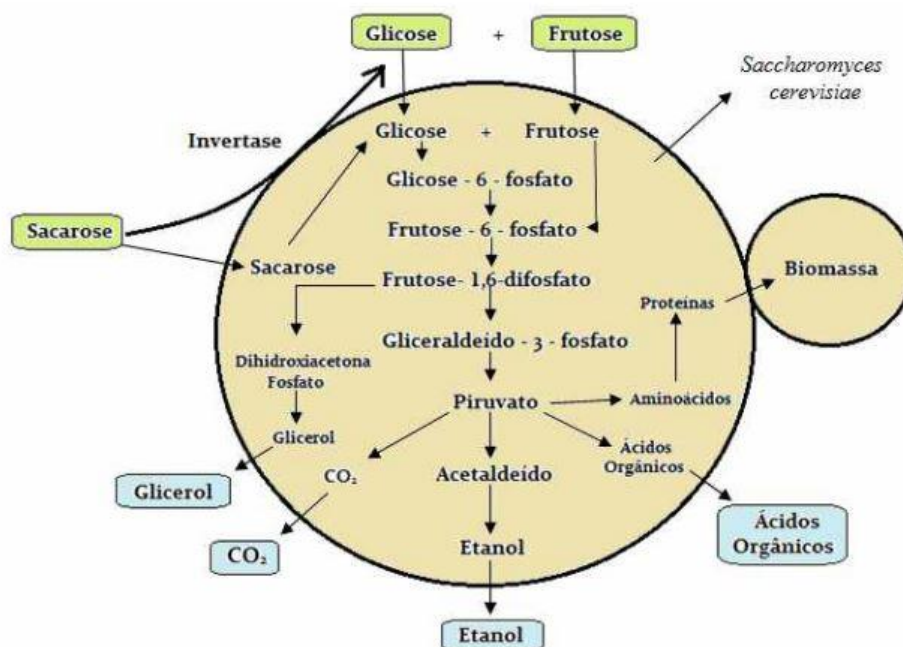 Glicose + Frutose
Saccharomyces
cerevisiae
Invertase
Glicose + Frutose
Glicose - 6 - fosfato
Sacarose
Frutose - 6 - fosfato
Sacarose
Frutose- 1,6-difosfato
Biomassa
Proteínas
Gliceraldeído - 3 - fosfato
Dihidroxiacetona
Fosfato
Piruvato
Aminoácidos
Glicerol
Ácidos
Orgânicos
CO₂
Acetaldeído
Glicerol
Ácidos
Orgânicos
CO₂
Etanol
Etanol